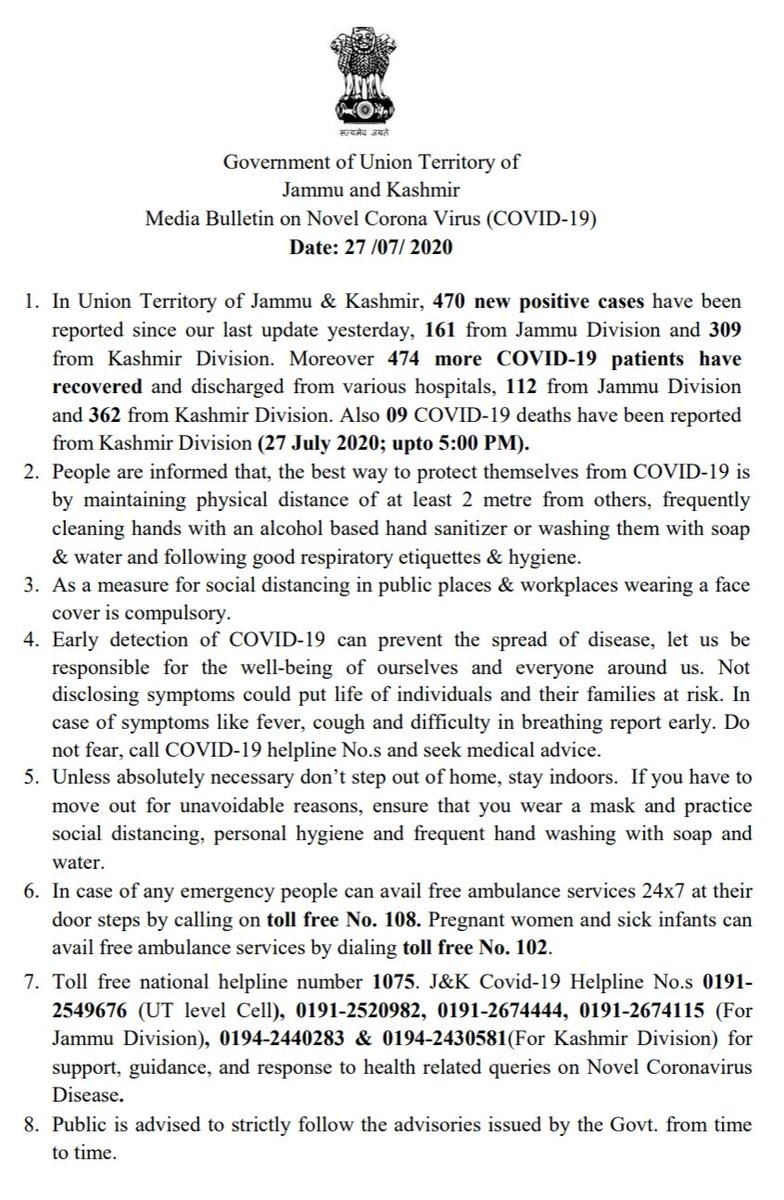 सत्यमेव जयते
Government of Union Territory of
Jammu and Kashmir
Media Bulletin on Novel Corona Virus (COVID-19)
Date: 27 /07/ 2020
1. In Union Territory of Jammu & Kashmir, 470 new positive cases have been
reported since our last update yesterday, 161 from Jammu Division and 309
from Kashmir Division. Moreover 474 more COVID-19 patients have
recovered and discharged from various hospitals, 112 from Jammu Division
and 362 from Kashmir Division. Also 09 COVID-19 deaths have been reported
from Kashmir Division (27 July 2020; upto 5:00 PM).
2. People are informed that, the best way to protect themselves from COVID-19 is
by maintaining physical distance of at least 2 metre from others, frequently
cleaning hands with an alcohol based hand sanitizer or washing them with soap
& water and following good respiratory etiquettes & hygiene.
3. As a measure for social distancing in public places & workplaces wearing a face
cover is compulsory.
4. Early detection of COVID-19 can prevent the spread of disease, let us be
responsible for the well-being of ourselves and everyone around us. Not
disclosing symptoms could put life of individuals and their families at risk. In
case of symptoms like fever, cough and difficulty in breathing report early. Do
not fear, call COVID-19 helpline No.s and seek medical advice.
5. Unless absolutely necessary don’t step out of home, stay indoors. If you have to
move out for unavoidable reasons, ensure that you wear a mask and practice
social distancing, personal hygiene and frequent hand washing with soap and
water.
6. In case of any emergency people can avail free ambulance services 24x7 at their
door steps by calling on toll free No. 108. Pregnant women and sick infants can
avail free ambulance services by dialing toll free No. 102.
7. Toll free national helpline number 1075. J&K Covid-19 Helpline No.s 0191-
2549676 (UT level Cell), 0191-2520982, 0191-2674444, 0191-2674115 (For
Jammu Division), 0194-2440283 & 0194-2430581(For Kashmir Division) for
support, guidance, and response to health related queries on Novel Coronavirus
Disease.
8. Public is advised to strictly follow the advisories issued by the Govt. from time
to time.